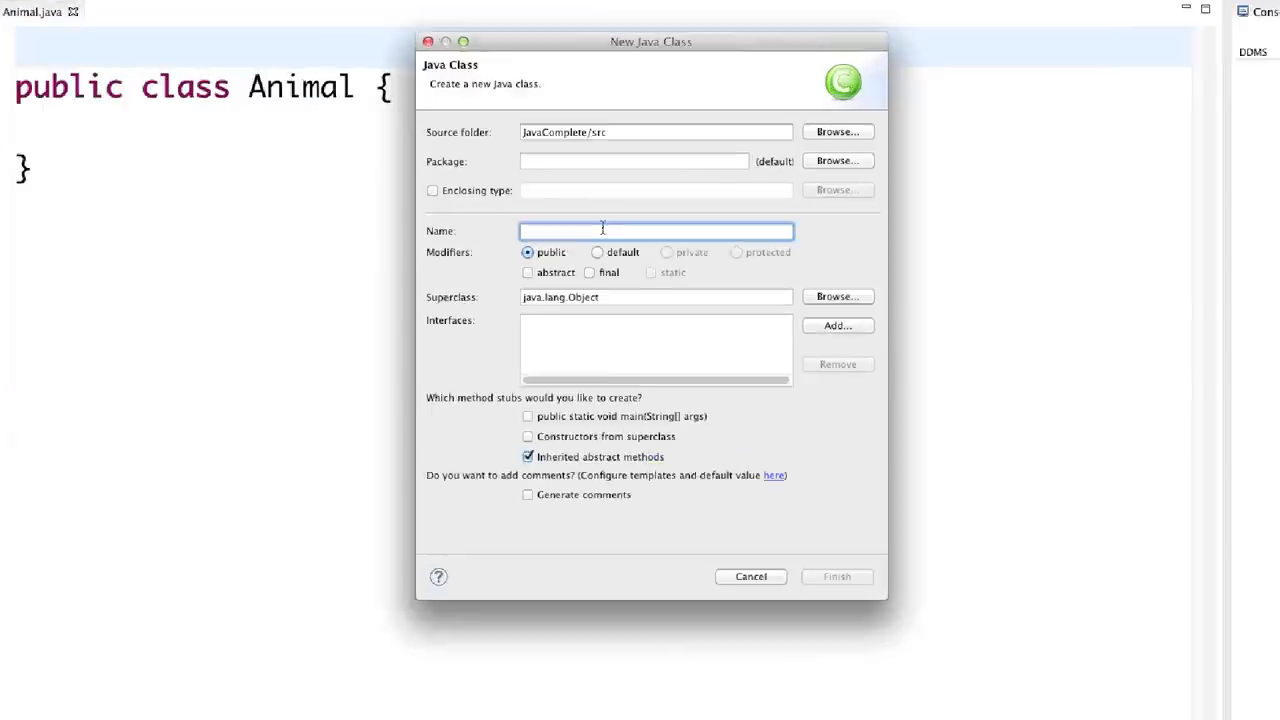 Animal.java
Cons
DDMS
public class Animal {
}
New Java Class
Java Class
Create a new Java class.
Source folder: JavaComplete/src Browse...
Package: (default) Browse...
Enclosing type: Browse...
Name:
Modifiers: public default private protected
abstract final static
Superclass: java.lang.Object Browse...
Interfaces: Add...
Remove
Which method stubs would you like to create?
public static void main(String[] args)
Constructors from superclass
Inherited abstract methods
Do you want to add comments? (Configure templates and default value here)
Generate comments
? Cancel Finish